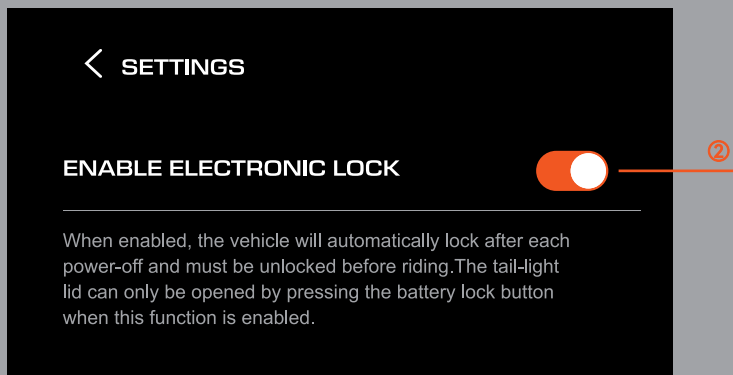 SETTINGS
ENABLE ELECTRONIC LOCK
②
When enabled, the vehicle will automatically lock after each
power-off and must be unlocked before riding.The tail-light
lid can only be opened by pressing the battery lock button
when this function is enabled.